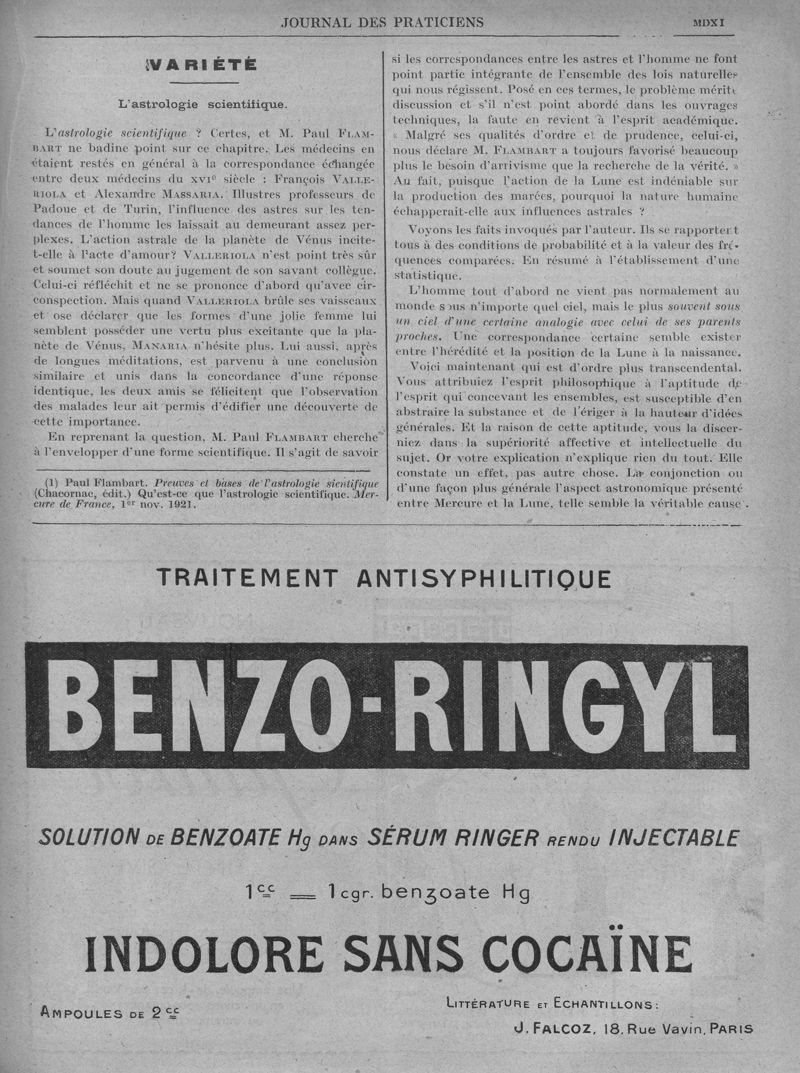 JOURNAL DES PRATICIENS
MDXI
VARIÉTÉ
L'astrologie scientifique.
L'astrologie scientifique ? Certes, et M. Paul FLAM-
BART ne badine point sur ce chapitre. Les médecins en
étaient restés en général à la correspondance échangée
entre deux médecins du XVIe siècle : François VALLE-
RIOLA et Alexandre MASSARIA. Illustres professeurs de
Padoue et de Turin, l'influence des astres sur les ten-
dances de l'homme les laissait au demeurant assez per-
plexes. L'action astrale de la planète de Vénus incite-
t-elle à l'acte d'amour? VALLERIOLA n'est point très sûr
et soumet son doute au jugement de son savant collègue.
Celui-ci réfléchit et ne se prononce d'abord qu'avec cir-
conspection. Mais quand VALLERIOLA brûle ses vaisseaux
et ose déclarer que les formes d'une jolie femme lui
semblent posséder une vertu plus excitante que la pla-
nète de Vénus, MANARIA n'hésite plus. Lui aussi, après
de longues méditations, est parvenu à une conclusion
similaire et unis dans la concordance d'une réponse
identique, les deux amis se félicitent que l'observation
des malades leur ait permis d'édifier une découverte de
cette importance.
En reprenant la question, M. Paul FLAMBART cherche
à l'envelopper d'une forme scientifique. Il s'agit de savoir
(1) Paul Flambart. Preuves et bases de l'astrologie sientifique
(Chacornac, édit.) Qu'est-ce que l'astrologie scientifique. Mer-
cure de France, 1er nov. 1921.
si les correspondances entre les astres et l'homme ne font
point partie intégrante de l'ensemble des lois naturelles
qui nous régissent. Posé en ces termes, le problème mérite
discussion et s'il n'est point abordé dans les ouvrages
techniques, la faute en revient à l'esprit académique.
« Malgré ses qualités d'ordre et de prudence, celui-ci,
nous déclare M. FLAMBART a toujours favorisé beaucoup
plus le besoin d'arrivisme que la recherche de la vérité. »
Au fait, puisque l'action de la Lune est indéniable sur
la production des marées, pourquoi la nature humaine
échapperait-elle aux influences astrales ?
Voyons les faits invoqués par l'auteur. Ils se rapportent
tous à des conditions de probabilité et à la valeur des fré-
quences comparées. En résumé à l'établissement d'une
statistique.
L'homme tout d'abord ne vient pas normalement au
monde sous n'importe quel ciel, mais le plus souvent sous
un ciel d'une certaine analogie avec celui de ses parents
proches. Une correspondance certaine semble exister
entre l'hérédité et la position de la Lune à la naissance.
Voici maintenant qui est d'ordre plus transcendental.
Vous attribuiez l'esprit philosophique à l'aptitude de
l'esprit qui concevant les ensembles, est susceptible d'en
abstraire la substance et de l'ériger à la hauteur d'idées
générales. Et la raison de cette aptitude, vous la discer-
niez dans la supériorité affective et intellectuelle du
sujet. Or votre explication n'explique rien du tout. Elle
constate un effet, pas autre chose. La conjonction ou
d'une façon plus générale l'aspect astronomique présenté
entre Mercure et la Lune, telle semble la véritable cause.
TRAITEMENT ANTISYPHILITIQUE
BENZO-RINGYL
SOLUTION DE BENZOATE Hg DANS SÉRUM RINGER RENDU INJECTABLE
1cc = 1 cgr. benzoate Hg
INDOLORE SANS COCAÏNE
AMPOULES DE 2cc
LITTÉRATURE ET ECHANTILLONS :
J. FALCOZ, 18, Rue Vavin, PARIS